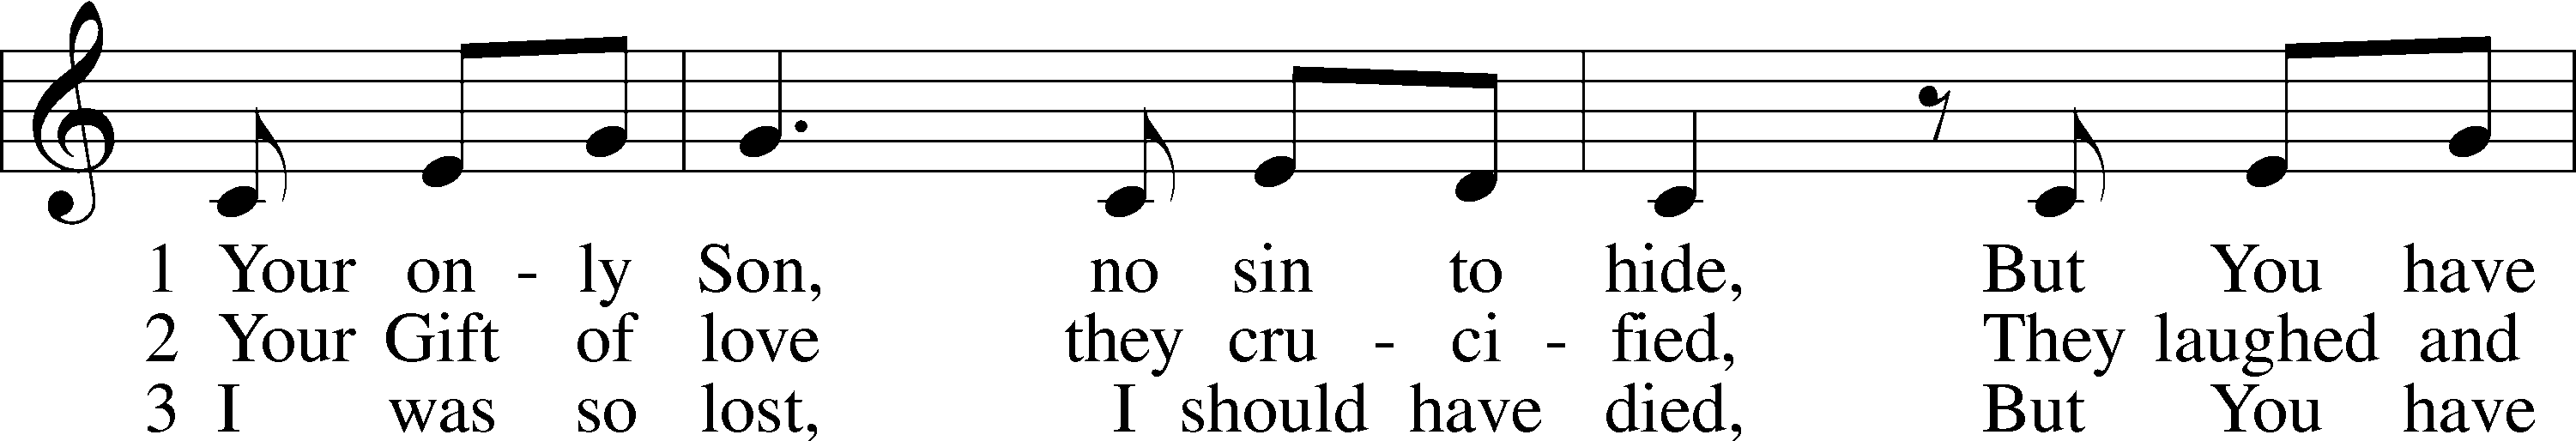 1 Your on - ly Son, no sin to hide, But You have
2 Your Gift of love they cru - ci - fied, They laughed and
3 I was so lost, I should have died, But You have